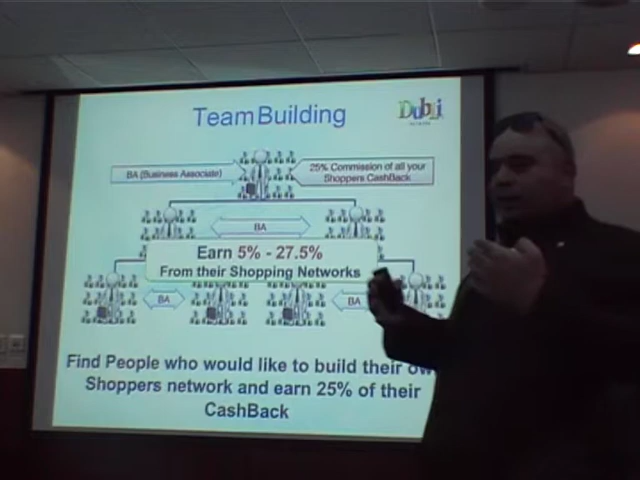 Team Building
Dubli
NETWORK
BA (Business Associate)
25% Commission of all your
Shoppers CashBack
BA
Earn 5% - 27.5%
From their Shopping Networks
BA
BA
Find People who would like to build their
Shoppers network and earn 25% of their
CashBack